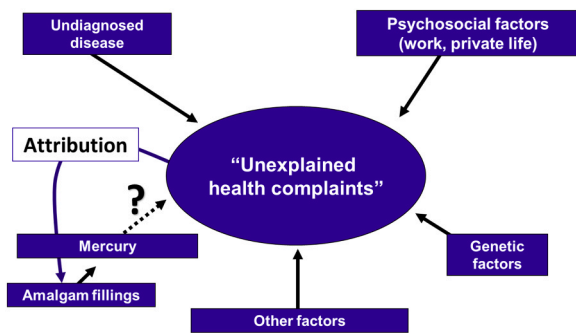 Undiagnosed
disease
Psychosocial factors
(work, private life)
Attribution
“Unexplained
health complaints”
?
Mercury
Genetic
factors
Amalgam fillings
Other factors